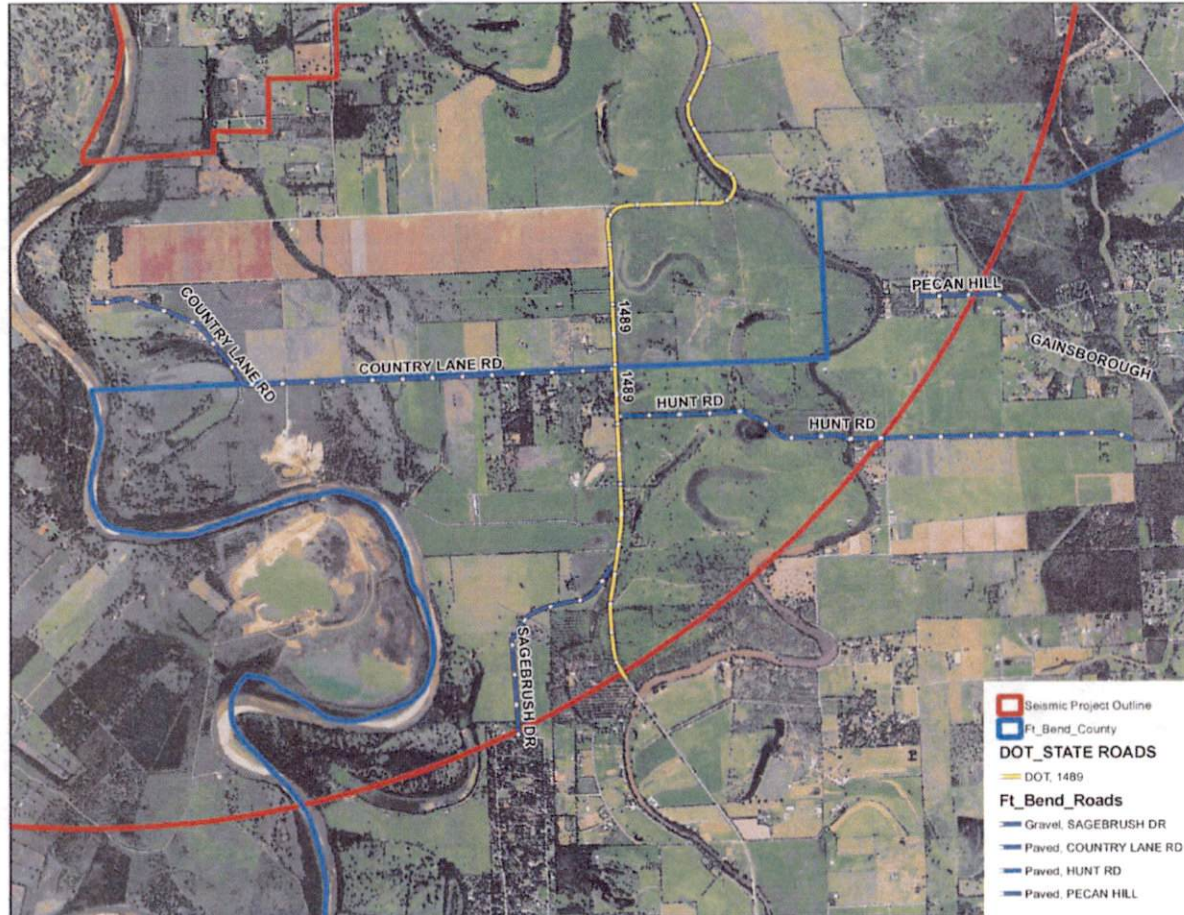 PECAN HILL
COUNTRY LANE RD
1489
GAINSBOROUGH
COUNTRY LANE RD
1489
HUNT RD
HUNT RD
SAGEBRUSH DR
Seismic Project Outline
Ft_Bend_County
DOT_STATE ROADS
DOT, 1489
Ft_Bend_Roads
Gravel, SAGEBRUSH DR
Paved, COUNTRY LANE RD
Paved, HUNT RD
Paved, PECAN HILL